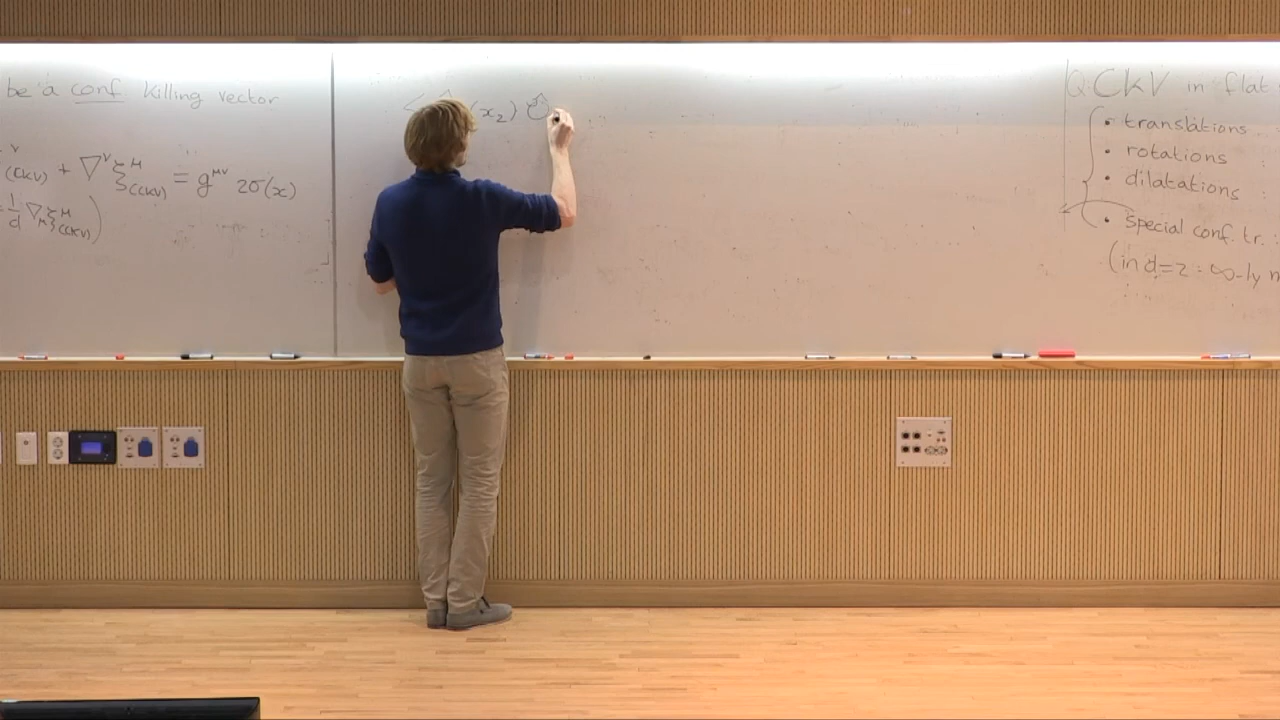 be a conf Killing vector
ν (CKV) + ∇^ν ξ^μ_(CKV) = g^μν 2σ(x)
= 1/d ∇_μ ξ^μ_(CKV) )
(x₂) Ô
Q: CKV in flat
• translations
• rotations
• dilatations
• special conf. tr.
(in d=2: ∞-ly